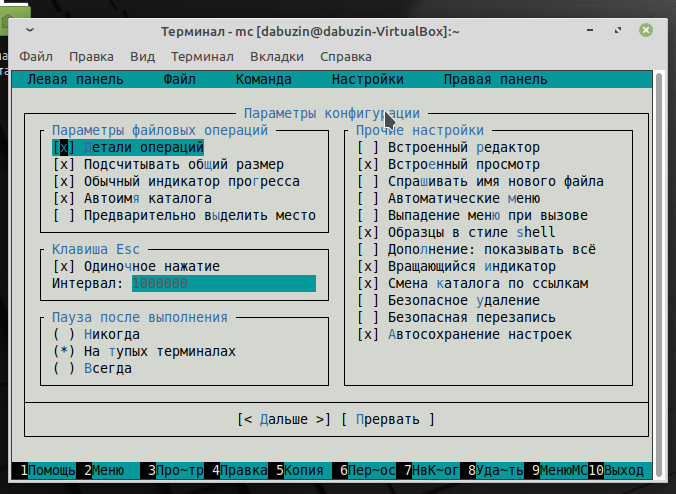 Терминал - mc [dabuzin@dabuzin-VirtualBox]:~
Файл Правка Вид Терминал Вкладки Справка
Левая панель Файл Команда Настройки Правая панель
Параметры конфигурации
Параметры файловых операций
[x] Детали операций
[x] Подсчитывать общий размер
[x] Обычный индикатор прогресса
[x] Автоимя каталога
[ ] Предварительно выделить место
Клавиша Esc
[x] Одиночное нажатие
Интервал: 1000000
Пауза после выполнения
( ) Никогда
(*) На тупых терминалах
( ) Всегда
Прочие настройки
[ ] Встроенный редактор
[x] Встроенный просмотр
[ ] Спрашивать имя нового файла
[ ] Автоматические меню
[ ] Выпадение меню при вызове
[x] Образцы в стиле shell
[ ] Дополнение: показывать всё
[x] Вращающийся индикатор
[x] Смена каталога по ссылкам
[ ] Безопасное удаление
[ ] Безопасная перезапись
[x] Автосохранение настроек
[< Дальше >] [ Прервать ]
1Помощь 2Меню 3Про~тр 4Правка 5Копия 6Пер~ос 7НвК~ог 8Уда~ть 9МенюMC 10Выход